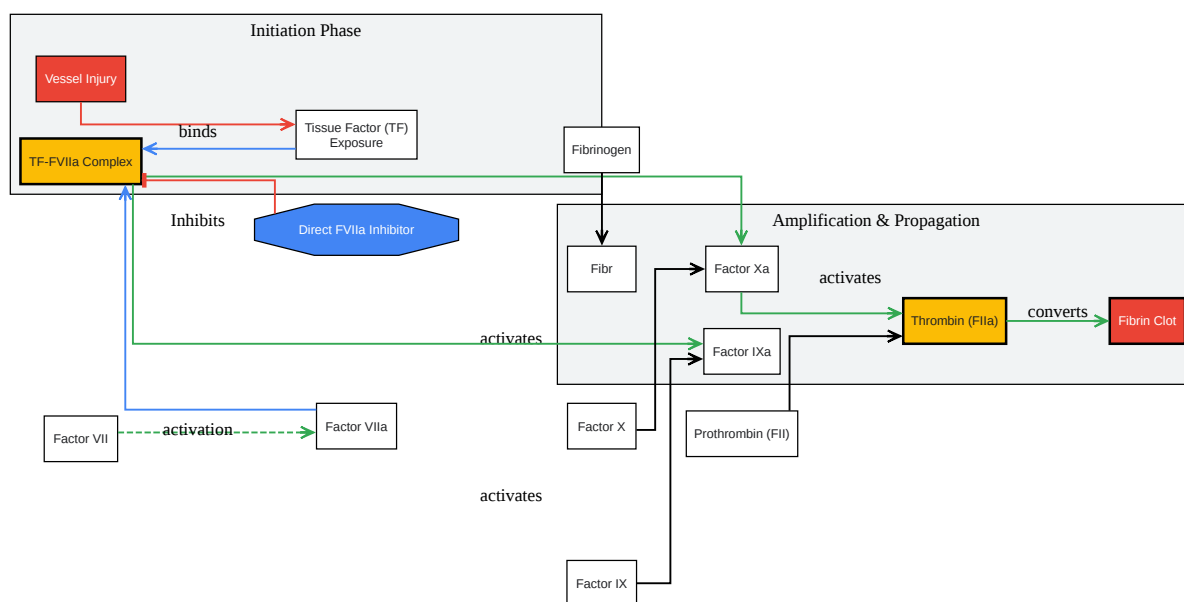 Initiation Phase
Vessel Injury
Tissue Factor (TF)
Exposure
binds
TF-FVIIa Complex
Fibrinogen
Inhibits
Direct FVIIa Inhibitor
Amplification & Propagation
Fibr
Factor Xa
activates
Thrombin (FIIa)
converts
Fibrin Clot
activates
Factor IXa
Factor VII
activation
Factor VIIa
Factor X
Prothrombin (FII)
activates
Factor IX